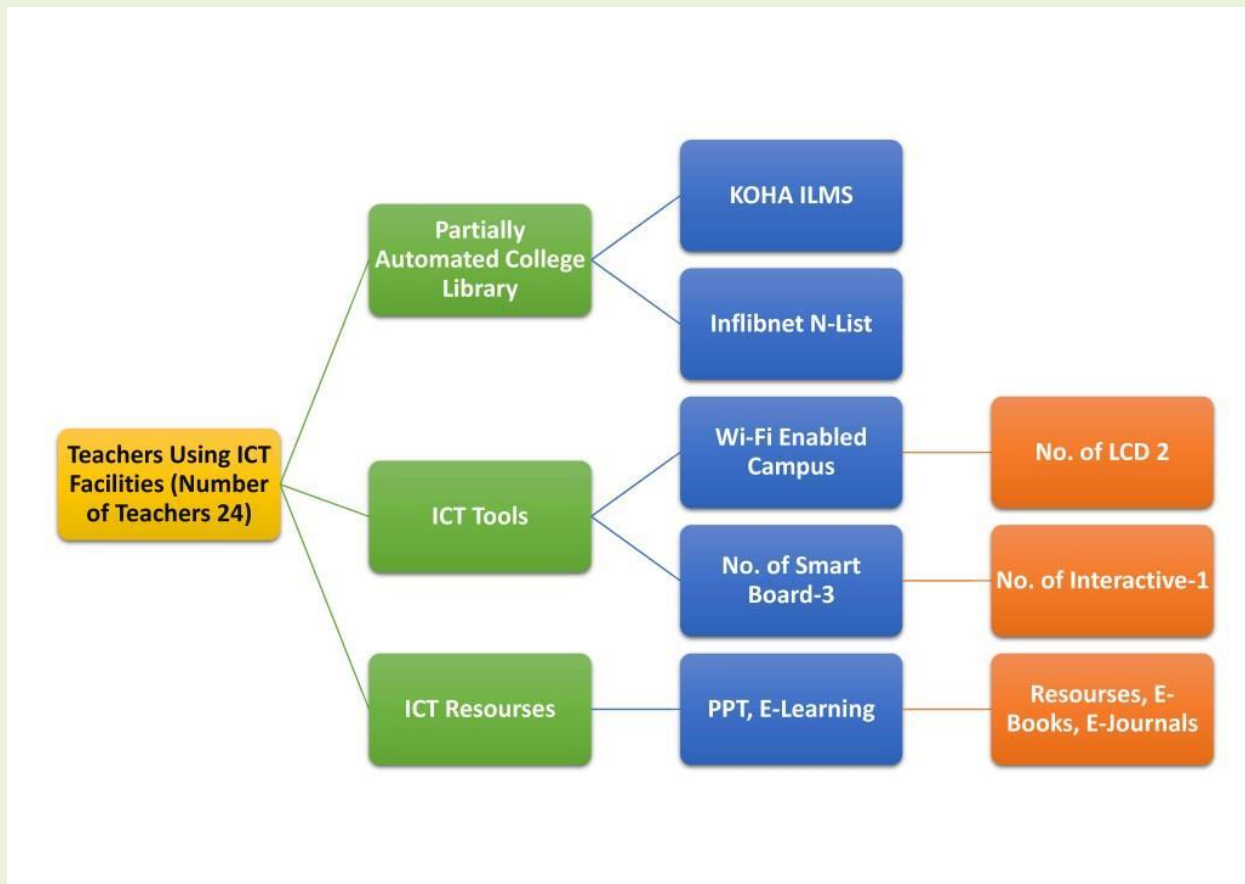 Teachers Using ICT
Facilities (Number
of Teachers 24)
Partially
Automated College
Library
KOHA ILMS
Inflibnet N-List
ICT Tools
Wi-Fi Enabled
Campus
No. of LCD 2
No. of Smart
Board-3
No. of Interactive-1
ICT Resourses
PPT, E-Learning
Resourses, E-
Books, E-Journals